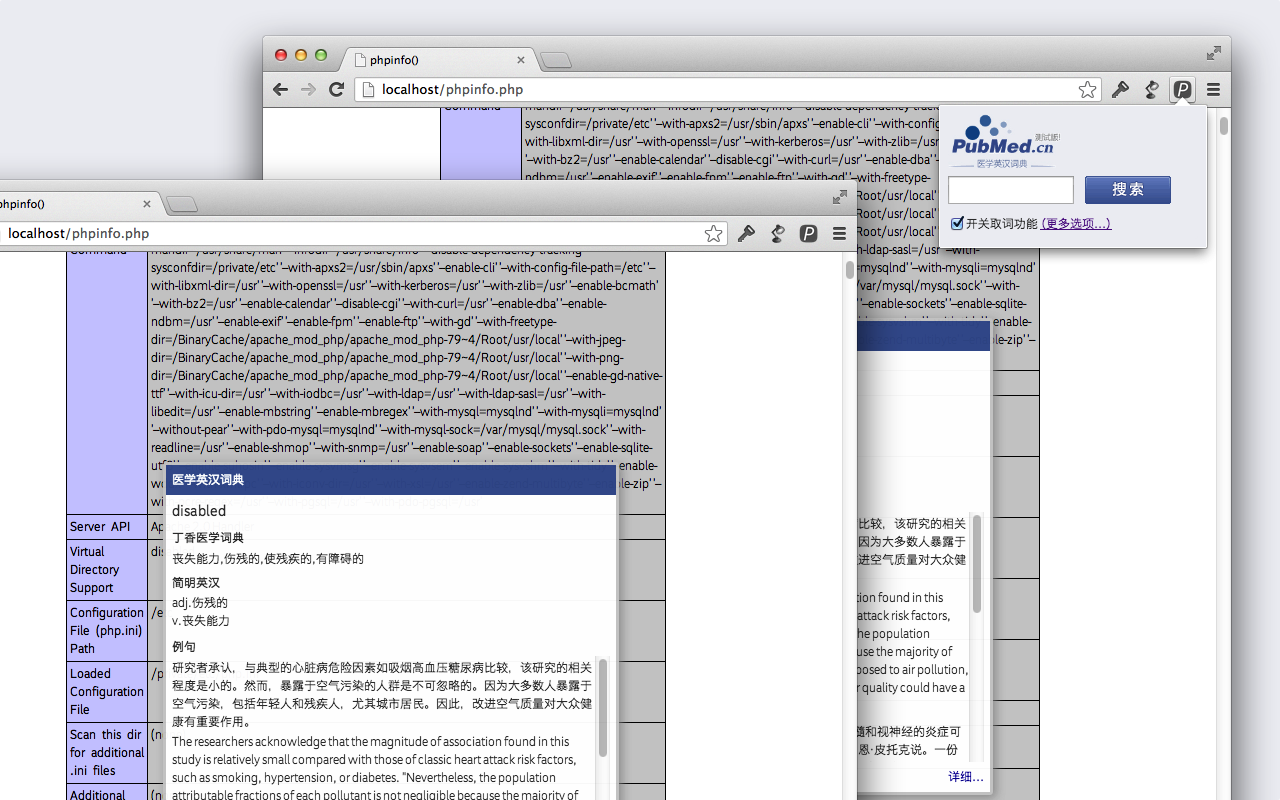 phpinfo()
localhost/phpinfo.php
Command
sysconfdir=/private/etc' '--with-apxs2=/usr/sbin/apxs' '--enable-cli' '--with-config-
with-libxml-dir=/usr' '--with-openssl=/usr' '--with-kerberos=/usr' '--with-zlib=/usr'
' '--with-bz2=/usr' '--enable-calendar' '--disable-cgi' '--with-curl=/usr' '--enable-dba' '
ndbm=/usr' '--enable-exif' '--enable-fpm' '--enable-ftp' '--with-gd' '--with-freetype-
PubMed.cn
测试版!
医学英汉词典
搜索
开关取词功能 (更多选项...)
-ldap-sasl=/usr' '--with-
=mysqlnd' '--with-mysqli=mysqlnd'
/var/mysql/mysql.sock' '--with-
'--enable-sockets' '--enable-sqlite-
比较，该研究的相关
因为大多数人暴露于
进空气质量对大众健
tion found in this
attack risk factors,
he population
use the majority of
posed to air pollution,
r quality could have a
髓和视神经的炎症可
恩·皮托克说。一份
详细...
phpinfo()
localhost/phpinfo.php
Command
sysconfdir=/private/etc' '--with-apxs2=/usr/sbin/apxs' '--enable-cli' '--with-config-file-path=/etc' '--
with-libxml-dir=/usr' '--with-openssl=/usr' '--with-kerberos=/usr' '--with-zlib=/usr' '--enable-bcmath'
' '--with-bz2=/usr' '--enable-calendar' '--disable-cgi' '--with-curl=/usr' '--enable-dba' '--enable-
ndbm=/usr' '--enable-exif' '--enable-fpm' '--enable-ftp' '--with-gd' '--with-freetype-
dir=/BinaryCache/apache_mod_php/apache_mod_php-79~4/Root/usr/local' '--with-jpeg-
dir=/BinaryCache/apache_mod_php/apache_mod_php-79~4/Root/usr/local' '--with-png-
dir=/BinaryCache/apache_mod_php/apache_mod_php-79~4/Root/usr/local' '--enable-gd-native-
ttf' '--with-icu-dir=/usr' '--with-iodbc=/usr' '--with-ldap=/usr' '--with-ldap-sasl=/usr' '--with-
libedit=/usr' '--enable-mbstring' '--enable-mbregex' '--with-mysql=mysqlnd' '--with-mysqli=mysqlnd'
' '--without-pear' '--with-pdo-mysql=mysqlnd' '--with-mysql-sock=/var/mysql/mysql.sock' '--with-
readline=/usr' '--enable-shmop' '--with-snmp=/usr' '--enable-soap' '--enable-sockets' '--enable-sqlite-
医学英汉词典
disabled
丁香医学词典
丧失能力,伤残的,使残疾的,有障碍的
简明英汉
adj.伤残的
v.丧失能力
例句
研究者承认，与典型的心脏病危险因素如吸烟高血压糖尿病比较，该研究的相关
程度是小的。然而，暴露于空气污染的人群是不可忽略的。因为大多数人暴露于
空气污染，包括年轻人和残疾人，尤其城市居民。因此，改进空气质量对大众健
康有重要作用。
The researchers acknowledge that the magnitude of association found in this
study is relatively small compared with those of classic heart attack risk factors,
such as smoking, hypertension, or diabetes. "Nevertheless, the population
attributable fractions of each pollutant is not negligible because the majority of
Server API
Virtual
Directory
Support
Configuration
File (php.ini)
Path
Loaded
Configuration
File
Scan this dir
for additional
.ini files
Additional